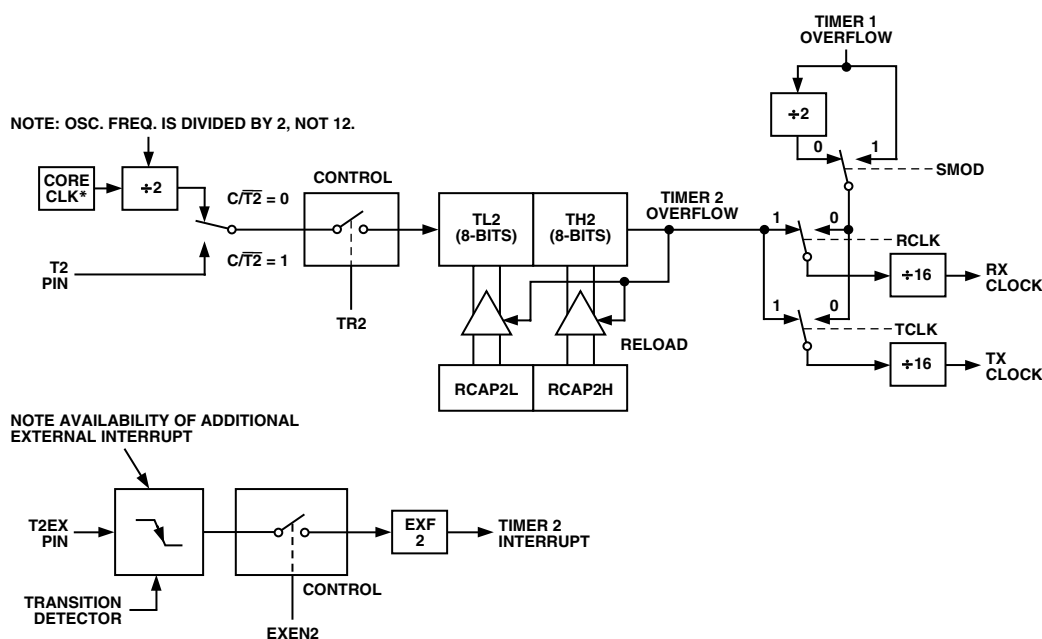 TIMER 1
OVERFLOW
÷2
NOTE: OSC. FREQ. IS DIVIDED BY 2, NOT 12.
0
1
SMOD
CORE
CLK*
÷2
C/T2 = 0
CONTROL
TL2
(8-BITS)
TH2
(8-BITS)
TIMER 2
OVERFLOW
1
0
RCLK
T2
PIN
C/T2 = 1
÷16
RX
CLOCK
TR2
1
0
TCLK
RELOAD
÷16
TX
CLOCK
RCAP2L
RCAP2H
NOTE AVAILABILITY OF ADDITIONAL
EXTERNAL INTERRUPT
T2EX
PIN
EXF
2
TIMER 2
INTERRUPT
CONTROL
TRANSITION
DETECTOR
EXEN2